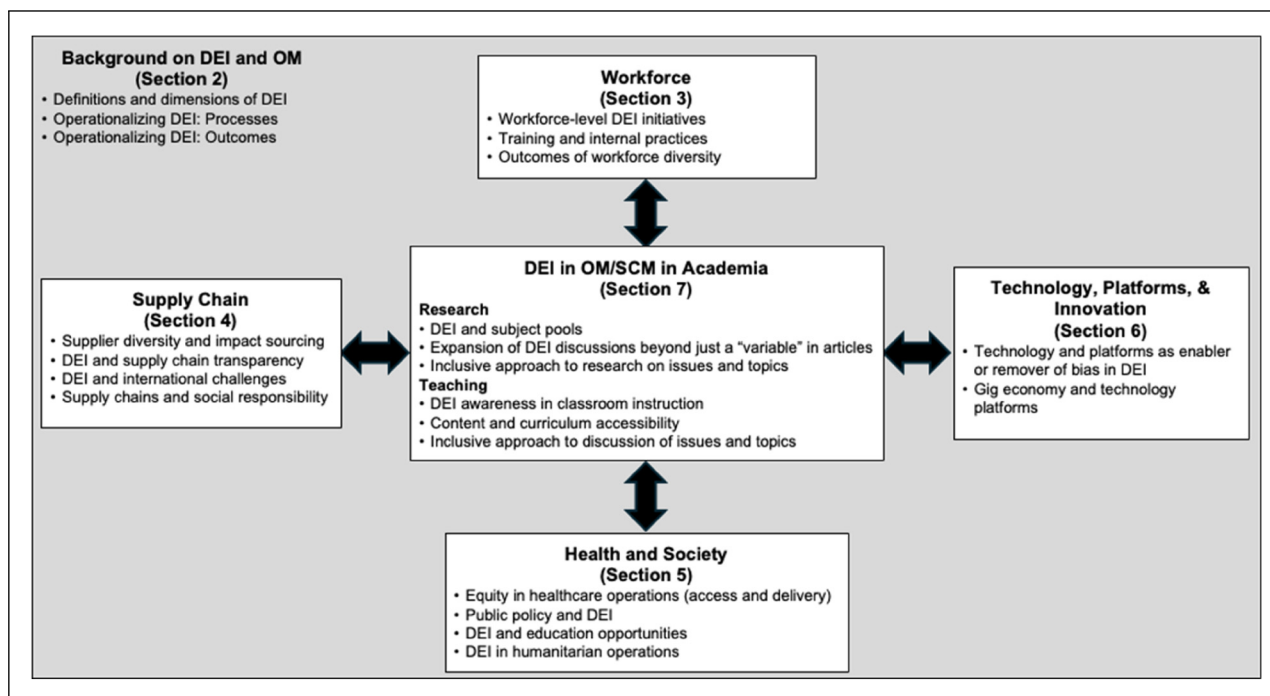 Background on DEI and OM
(Section 2)
• Definitions and dimensions of DEI
• Operationalizing DEI: Processes
• Operationalizing DEI: Outcomes
Workforce
(Section 3)
• Workforce-level DEI initiatives
• Training and internal practices
• Outcomes of workforce diversity
Supply Chain
(Section 4)
• Supplier diversity and impact sourcing
• DEI and supply chain transparency
• DEI and international challenges
• Supply chains and social responsibility
DEI in OM/SCM in Academia
(Section 7)
Research
• DEI and subject pools
• Expansion of DEI discussions beyond just a “variable” in articles
• Inclusive approach to research on issues and topics
Teaching
• DEI awareness in classroom instruction
• Content and curriculum accessibility
• Inclusive approach to discussion of issues and topics
Technology, Platforms, &
Innovation
(Section 6)
• Technology and platforms as enabler
or remover of bias in DEI
• Gig economy and technology
platforms
Health and Society
(Section 5)
• Equity in healthcare operations (access and delivery)
• Public policy and DEI
• DEI and education opportunities
• DEI in humanitarian operations